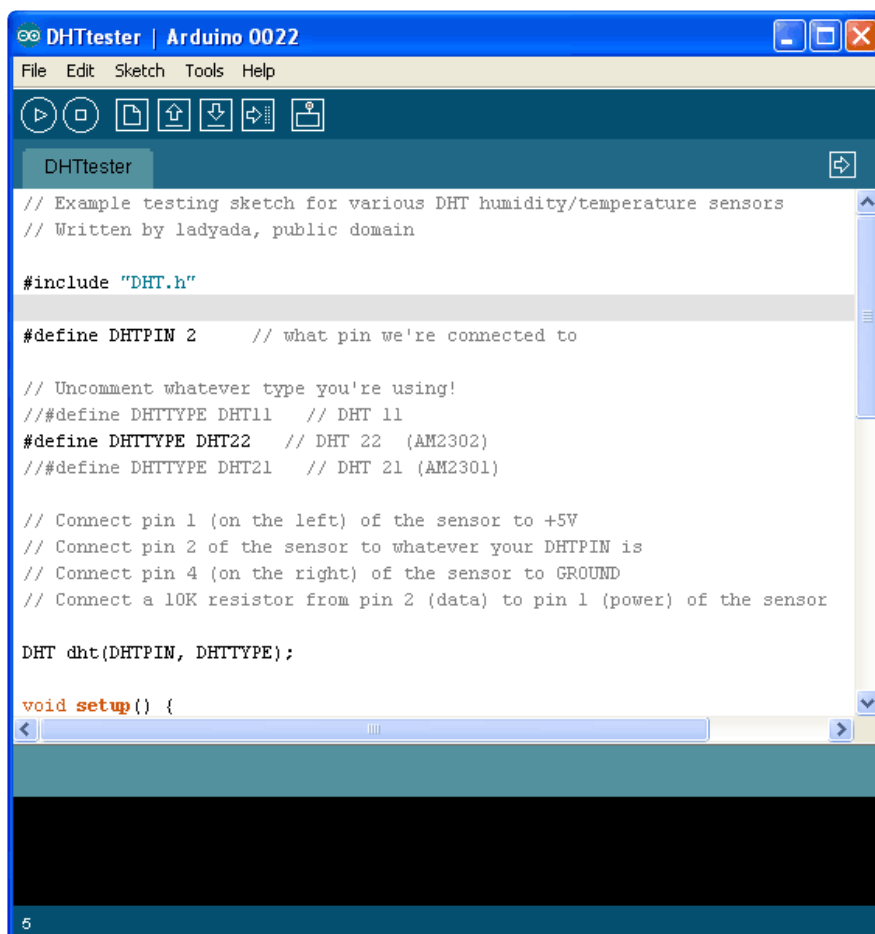 DHTtester | Arduino 0022
File Edit Sketch Tools Help
DHTtester
// Example testing sketch for various DHT humidity/temperature sensors
// Written by ladyada, public domain
#include "DHT.h"
#define DHTPIN 2     // what pin we're connected to
// Uncomment whatever type you're using!
//#define DHTTYPE DHT11   // DHT 11
#define DHTTYPE DHT22   // DHT 22  (AM2302)
//#define DHTTYPE DHT21   // DHT 21 (AM2301)
// Connect pin 1 (on the left) of the sensor to +5V
// Connect pin 2 of the sensor to whatever your DHTPIN is
// Connect pin 4 (on the right) of the sensor to GROUND
// Connect a 10K resistor from pin 2 (data) to pin 1 (power) of the sensor
DHT dht(DHTPIN, DHTTYPE);
void setup() {
5